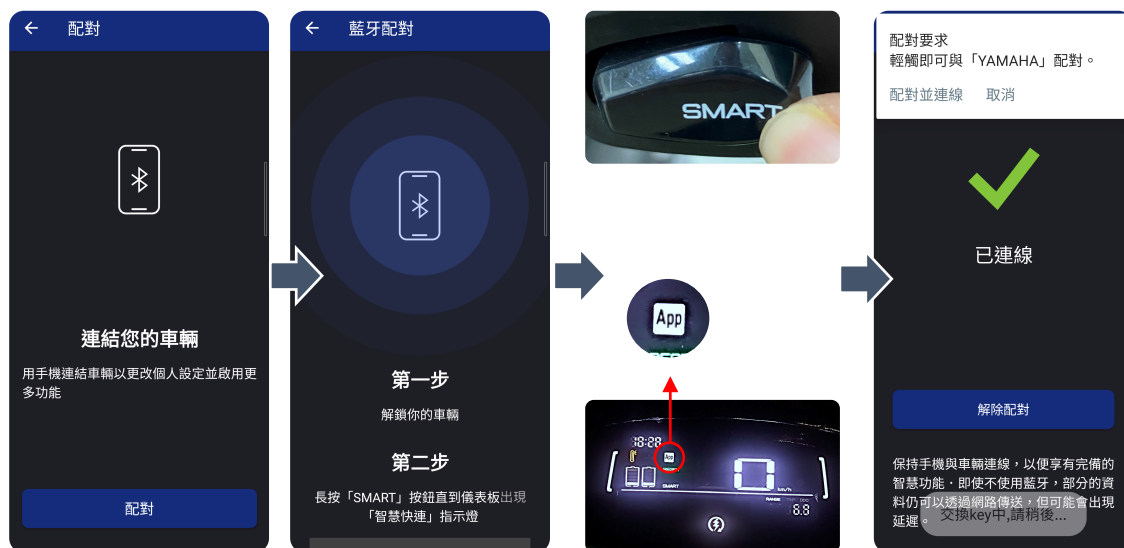 配對
連結您的車輛
用手機連結車輛以更改個人設定並啟用更
多功能
配對
藍牙配對
第一步
解鎖你的車輛
第二步
長按「SMART」按鈕直到儀表板出現
「智慧快連」指示燈
SMART
App
18:28
App
SMART
0
km/h
RANGE
8.8
配對要求
輕觸即可與「YAMAHA」配對。
配對並連線
取消
已連線
解除配對
保持手機與車輛連線，以便享有完備的
智慧功能．即使不使用藍牙，部分的資
料仍可以透過網路傳送，但可能會出現
延遲。
交換key中,請稍後...